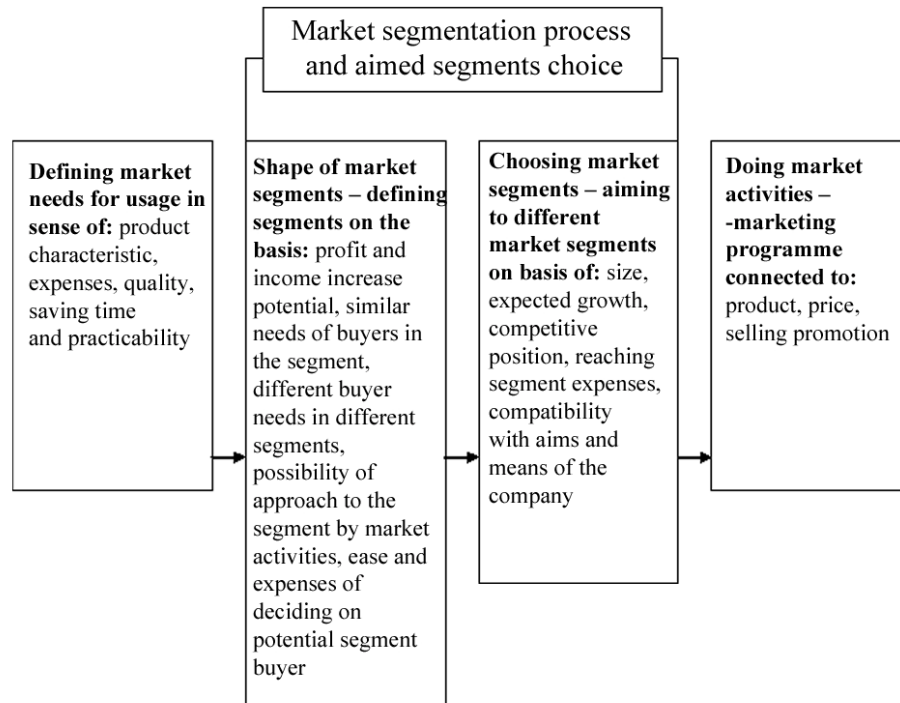 Market segmentation process
and aimed segments choice
Defining market
needs for usage in
sense of: product
characteristic,
expenses, quality,
saving time
and practicability
Shape of market
segments – defining
segments on the
basis: profit and
income increase
potential, similar
needs of buyers in
the segment,
different buyer
needs in different
segments,
possibility of
approach to the
segment by market
activities, ease and
expenses of
deciding on
potential segment
buyer
Choosing market
segments – aiming
to different
market segments
on basis of: size,
expected growth,
competitive
position, reaching
segment expenses,
compatibility
with aims and
means of the
company
Doing market
activities –
-marketing
programme
connected to:
product, price,
selling promotion